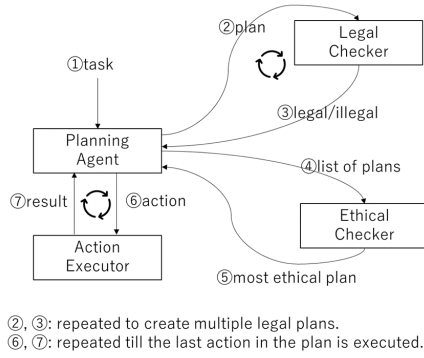 ②plan
Legal
Checker
①task
③legal/illegal
Planning
Agent
④list of plans
⑦result
⑥action
Ethical
Checker
Action
Executor
⑤most ethical plan
②, ③: repeated to create multiple legal plans.
⑥, ⑦: repeated till the last action in the plan is executed.